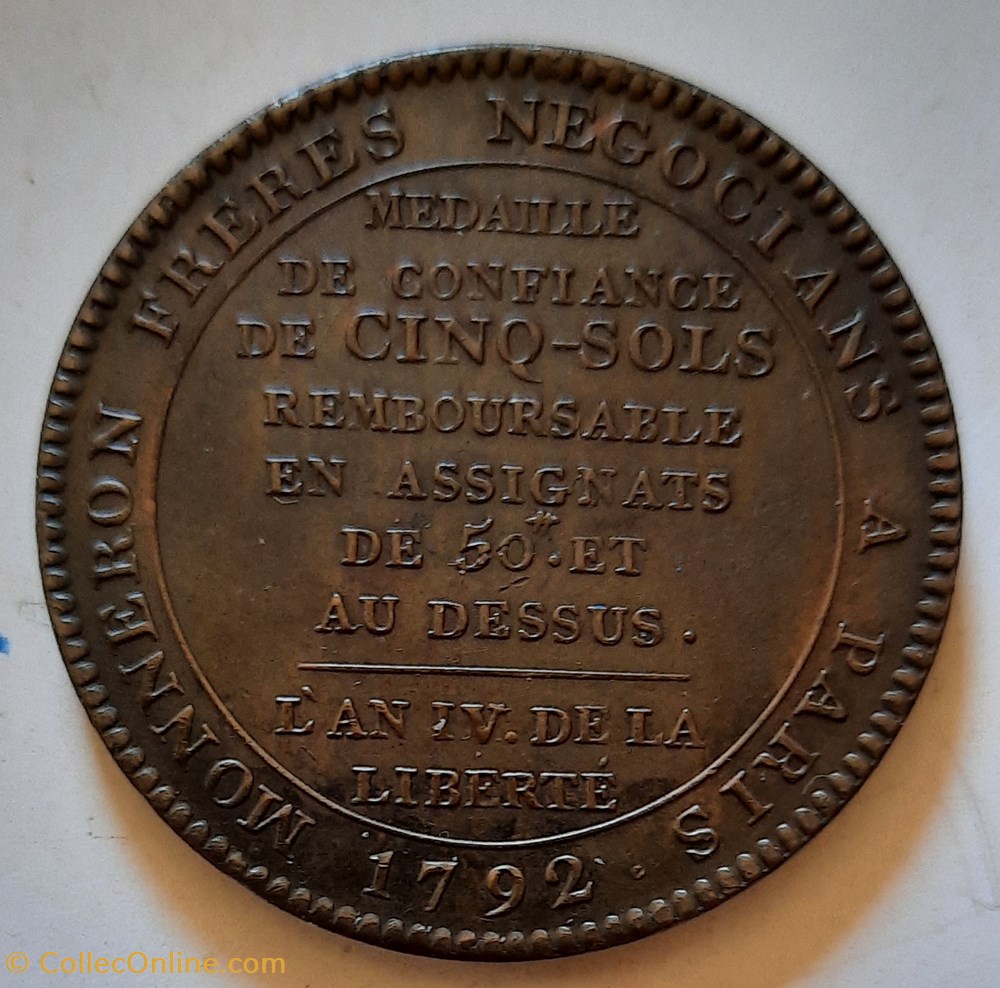 MONNERON FRERES NEGOCIANS A PARIS
1792.
MEDAILLE
DE CONFIANCE
DE CINQ-SOLS
REMBOURSABLE
EN ASSIGNATS
DE 50₶. ET
AU DESSUS.
L'AN IV. DE LA
LIBERTÉ
© CollecOnline.com